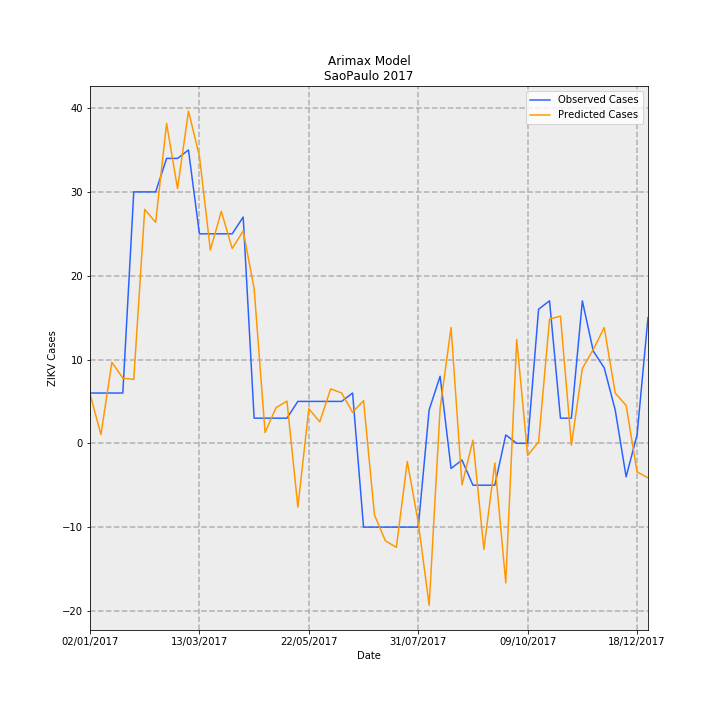 Arimax Model
SaoPaulo 2017
Observed Cases
Predicted Cases
ZIKV Cases
40
30
20
10
0
−10
−20
02/01/2017
13/03/2017
22/05/2017
31/07/2017
09/10/2017
18/12/2017
Date